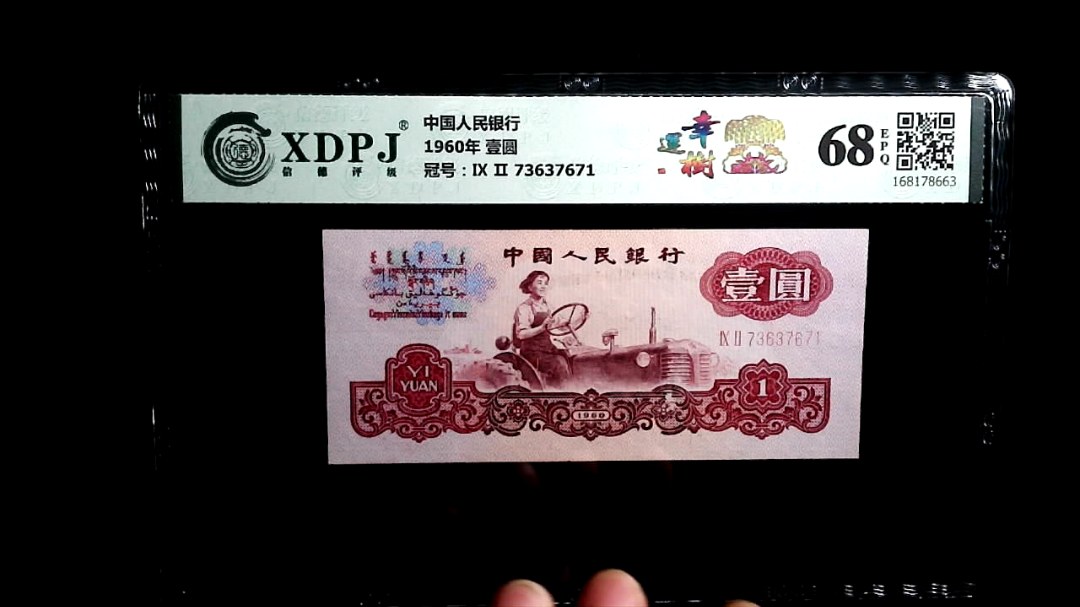 XDPJ®
信德评级
中国人民银行
1960年 壹圆
冠号：IX II 73637671
幸運樹
68
EPQ
168178663
中國人民銀行
壹圓
IX II 73637671
YI
YUAN
1960
1